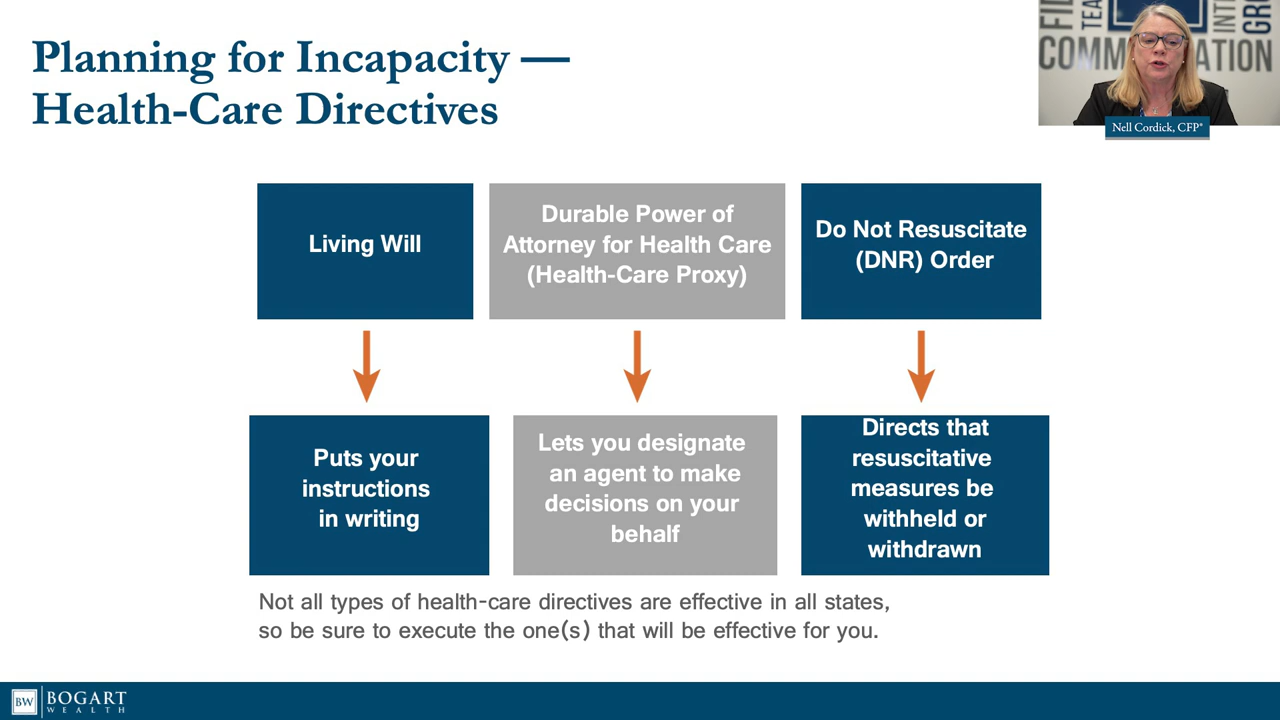 Planning for Incapacity —
Health-Care Directives
COMM
ATION
Nell Cordick, CFP®
Living Will
Durable Power of
Attorney for Health Care
(Health-Care Proxy)
Do Not Resuscitate
(DNR) Order
Puts your
instructions
in writing
Lets you designate
an agent to make
decisions on your
behalf
Directs that
resuscitative
measures be
withheld or
withdrawn
Not all types of health-care directives are effective in all states,
so be sure to execute the one(s) that will be effective for you.
BW
BOGART
WEALTH